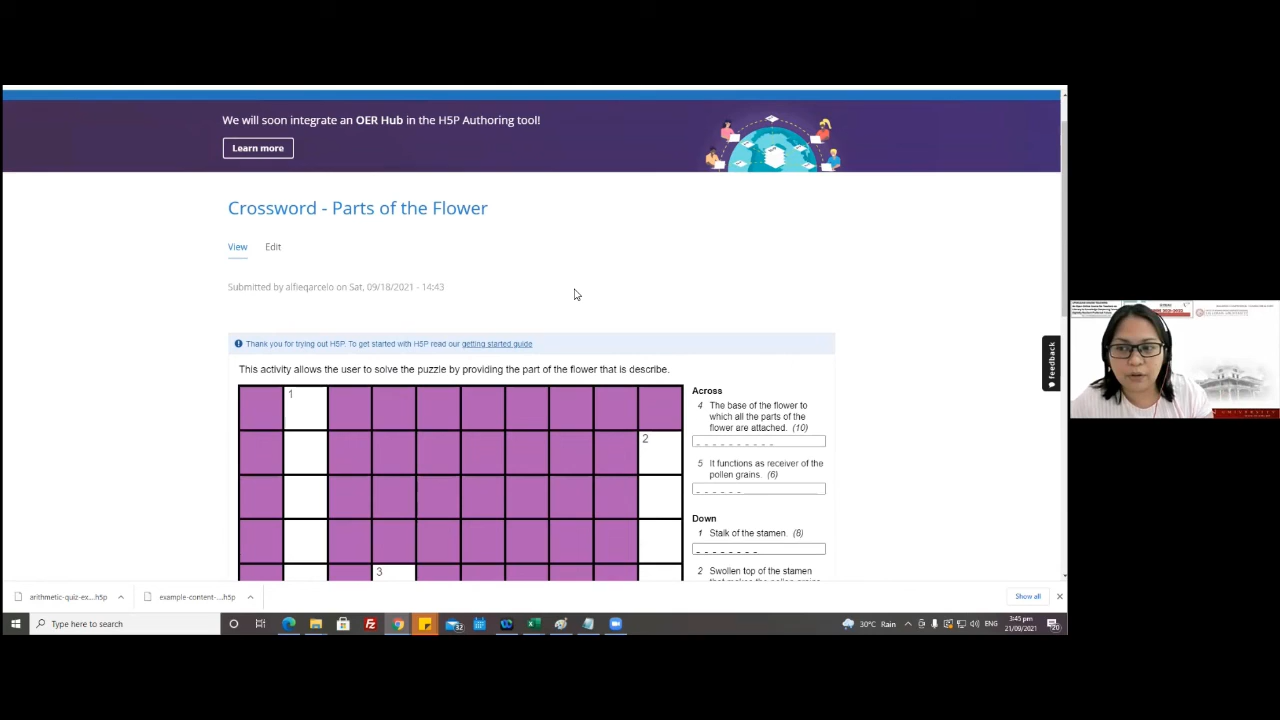 We will soon integrate an OER Hub in the H5P Authoring tool!
Learn more
Crossword - Parts of the Flower
View Edit
Submitted by alfieqarcelo on Sat, 09/18/2021 - 14:43
Thank you for trying out H5P. To get started with H5P read our getting started guide
This activity allows the user to solve the puzzle by providing the part of the flower that is describe.
1
2
3
Across
4 The base of the flower to
which all the parts of the
flower are attached. (10)
5 It functions as receiver of the
pollen grains. (6)
Down
1 Stalk of the stamen. (8)
2 Swollen top of the stamen
that makes the pollen grains
feedback
arithmetic-quiz-ex....h5p
example-content-....h5p
Show all
Type here to search
32
30°C Rain
ENG
3:45 pm
21/09/2021
20